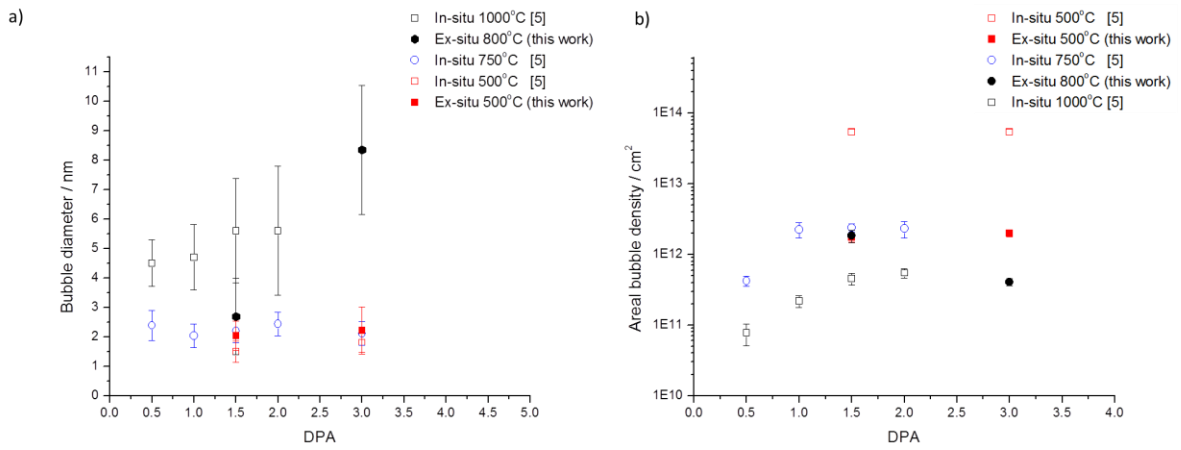 a)
In-situ 1000°C [5]
Ex-situ 800°C (this work)
In-situ 750°C [5]
In-situ 500°C [5]
Ex-situ 500°C (this work)
Bubble diameter / nm
11
10
9
8
7
6
5
4
3
2
1
0
0.0 0.5 1.0 1.5 2.0 2.5 3.0 3.5 4.0 4.5 5.0
DPA
b)
In-situ 500°C [5]
Ex-situ 500°C (this work)
In-situ 750°C [5]
Ex-situ 800°C (this work)
In-situ 1000°C [5]
Areal bubble density / cm²
1E14
1E13
1E12
1E11
1E10
0.0 0.5 1.0 1.5 2.0 2.5 3.0 3.5 4.0
DPA